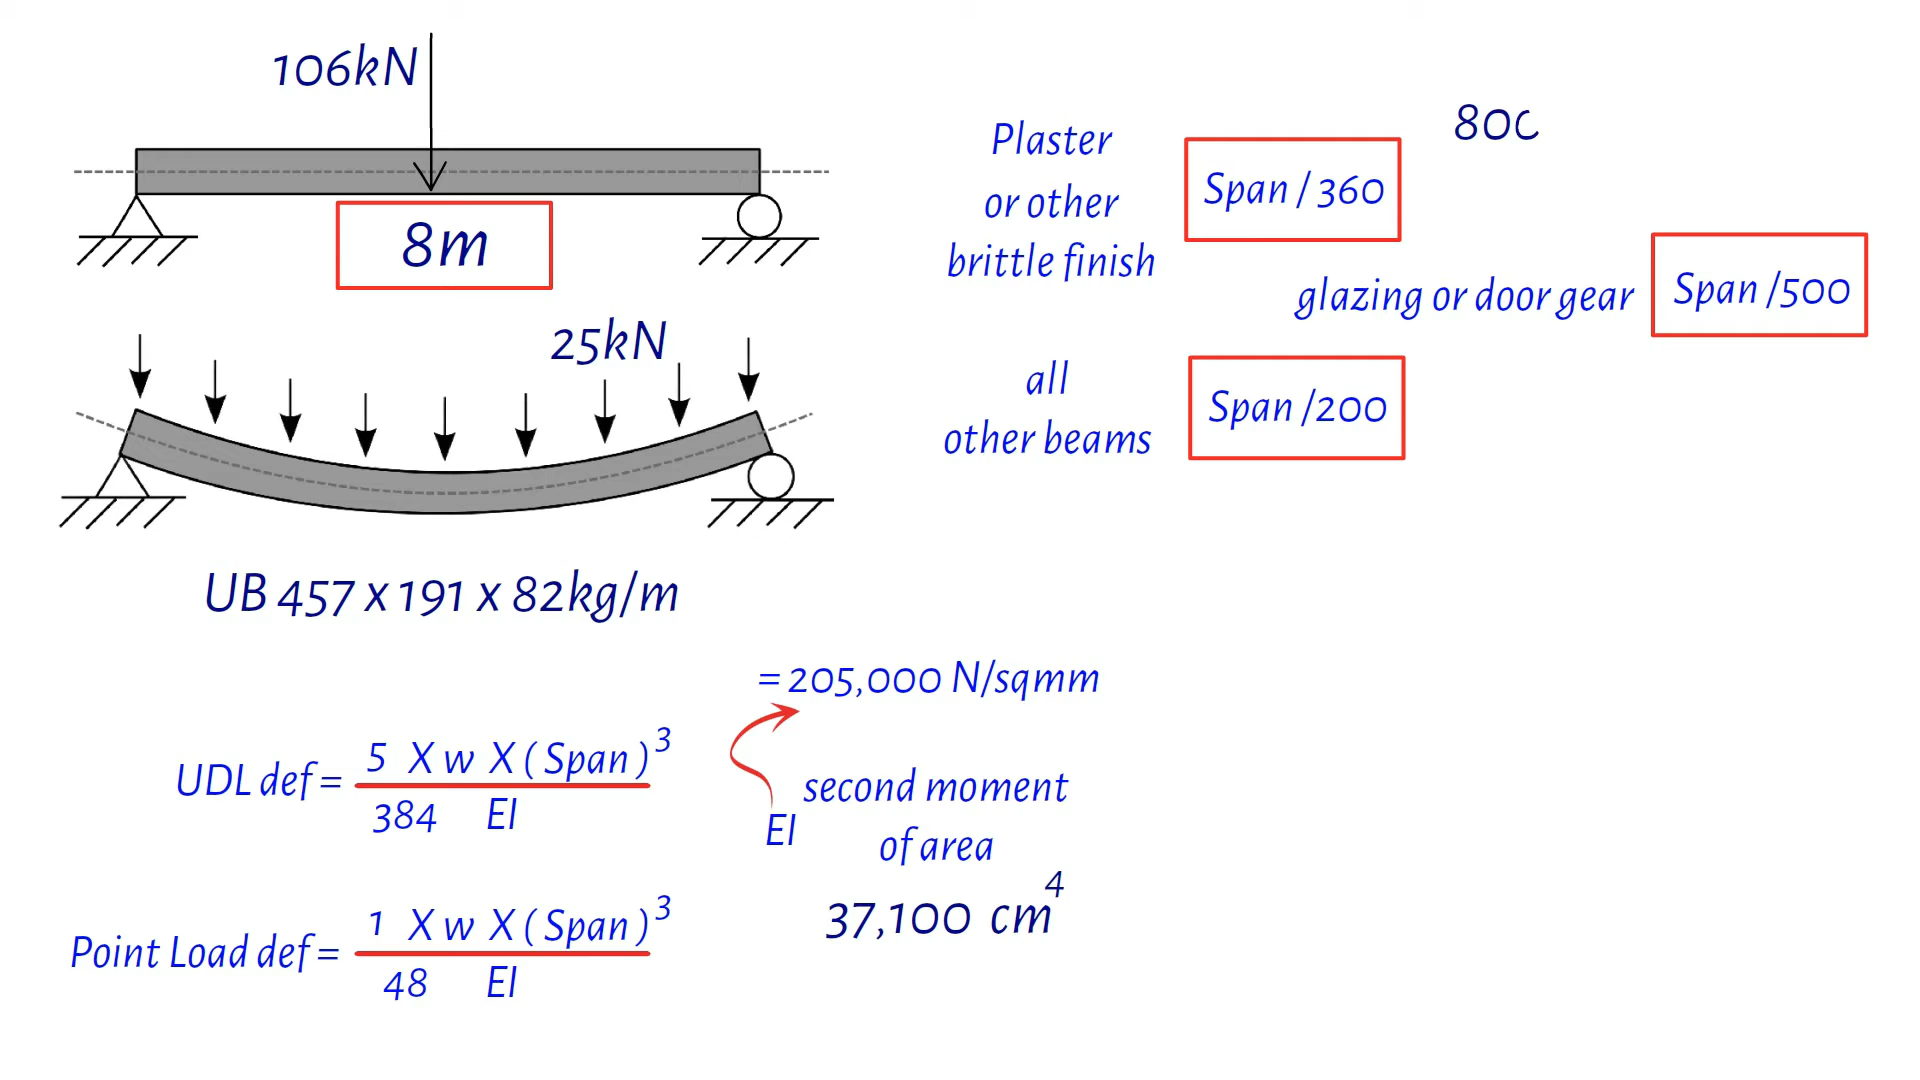 106kN
8m
25kN
UB 457 x 191 x 82kg/m
UDL def = 5 X w X ( Span )3
384 EI
Point Load def = 1 X w X ( Span )3
48 EI
= 205,000 N/sqmm
EI
second moment
of area
37,100 cm4
Plaster
or other
brittle finish
Span / 360
800
glazing or door gear
Span /500
all
other beams
Span /200